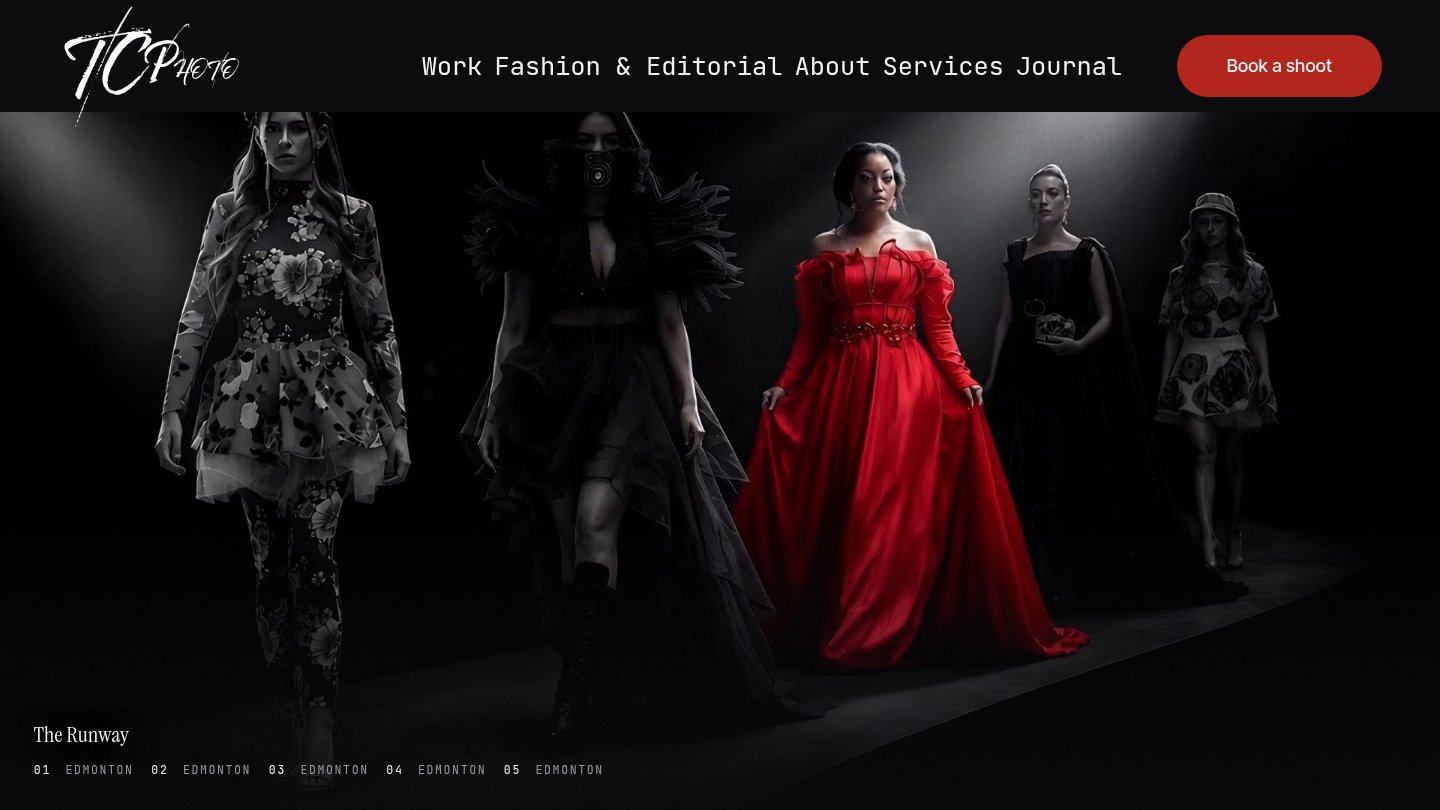 TCPHOTO
Work Fashion & Editorial About Services Journal
Book a shoot
The Runway
01 EDMONTON 02 EDMONTON 03 EDMONTON 04 EDMONTON 05 EDMONTON